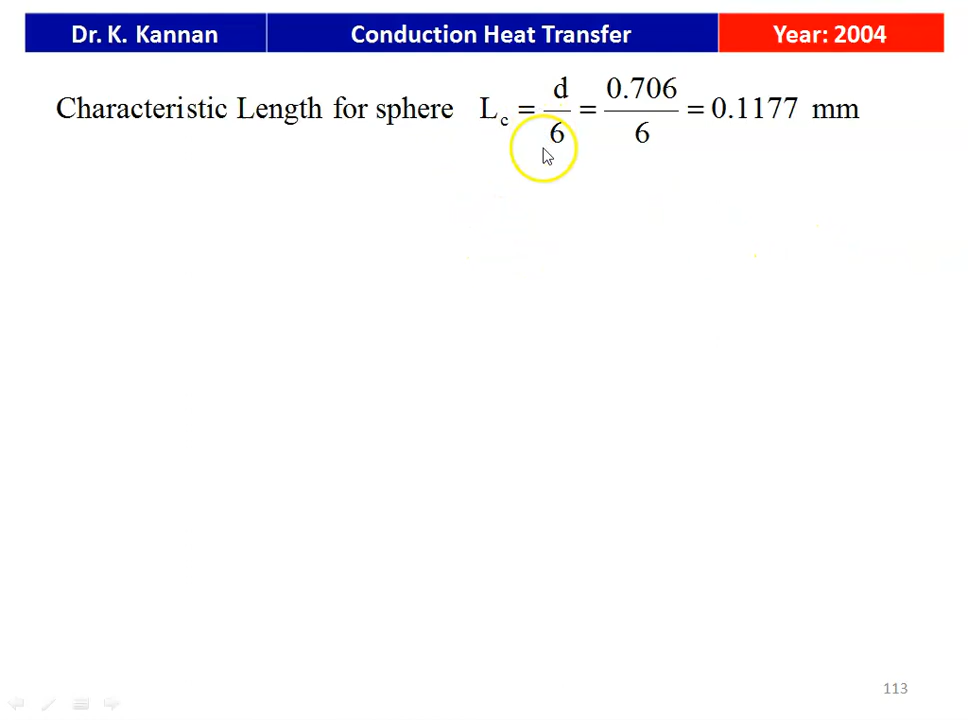 Dr. K. Kannan Conduction Heat Transfer Year: 2004
Characteristic Length for sphere L_c = d/6 = 0.706/6 = 0.1177 mm
113